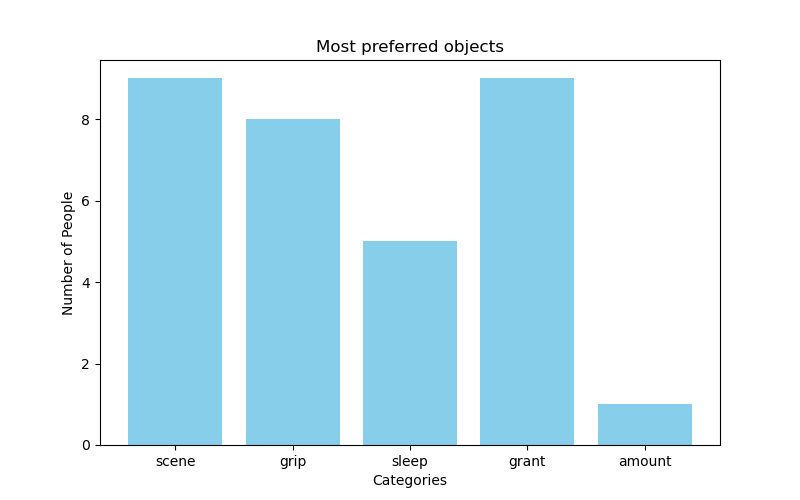 Most preferred objects
Number of People
8
6
4
2
0
scene grip sleep grant amount
Categories